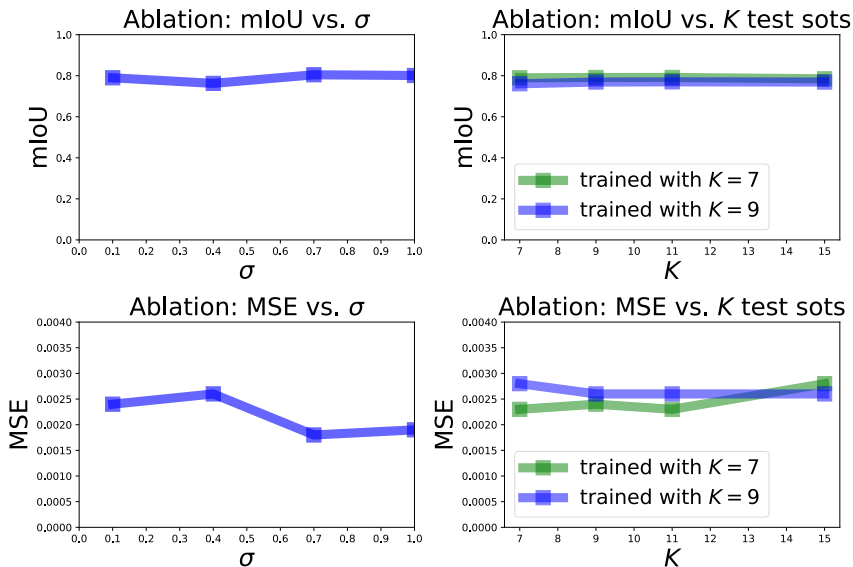 Ablation: mIoU vs. σ
1.0
0.8
0.6
0.4
0.2
0.0
mIoU
0.0 0.1 0.2 0.3 0.4 0.5 0.6 0.7 0.8 0.9 1.0
σ
Ablation: mIoU vs. K test sots
1.0
0.8
0.6
0.4
0.2
0.0
mIoU
trained with K = 7
trained with K = 9
7 8 9 10 11 12 13 14 15
K
Ablation: MSE vs. σ
0.0040
0.0035
0.0030
0.0025
0.0020
0.0015
0.0010
0.0005
0.0000
MSE
0.0 0.1 0.2 0.3 0.4 0.5 0.6 0.7 0.8 0.9 1.0
σ
Ablation: MSE vs. K test sots
0.0040
0.0035
0.0030
0.0025
0.0020
0.0015
0.0010
0.0005
0.0000
MSE
trained with K = 7
trained with K = 9
7 8 9 10 11 12 13 14 15
K